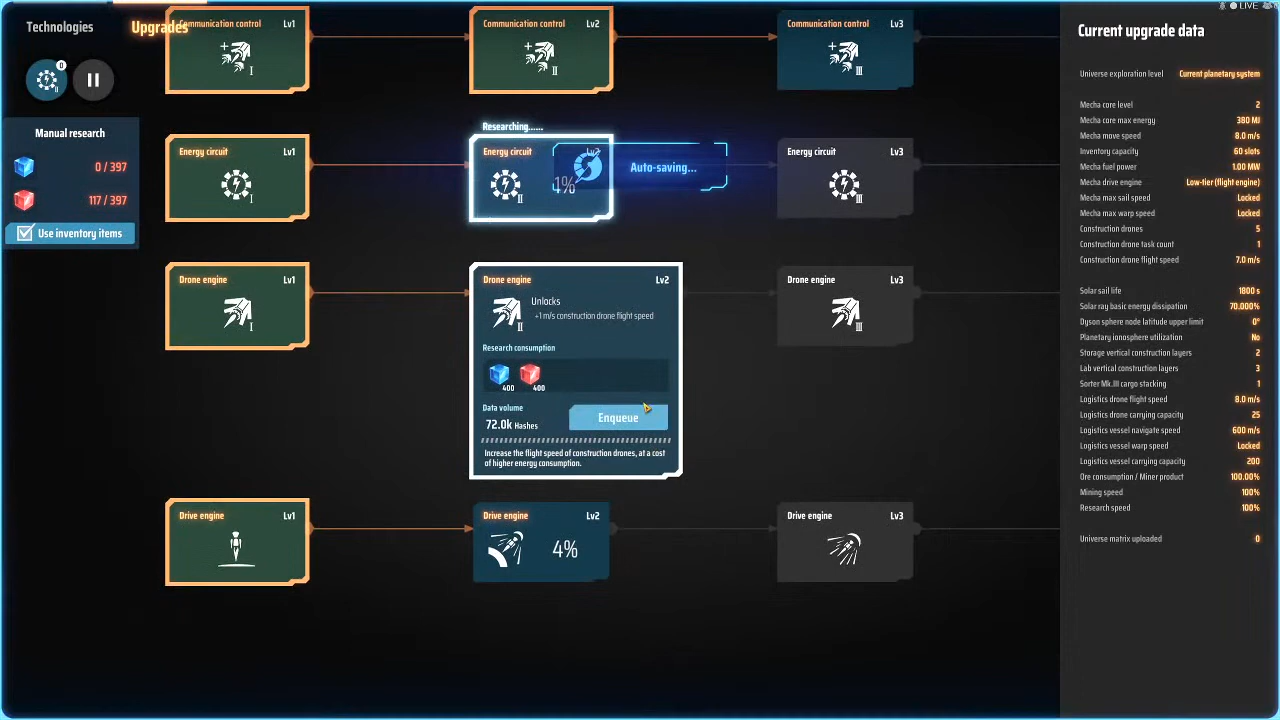 Technologies
Upgrades
Communication control Lv1
I
Communication control Lv2
II
Communication control Lv3
III
LIVE
Current upgrade data
0
II
Universe exploration level Current planetary system
Manual research
0 / 397
117 / 397
Use inventory items
Researching......
Energy circuit Lv1
I
Energy circuit Lv2
II
1%
Auto-saving...
Energy circuit Lv3
III
Mecha core level 2
Mecha core max energy 380 MJ
Mecha move speed 8.0 m/s
Inventory capacity 60 slots
Mecha fuel power 1.00 MW
Mecha drive engine Low-tier (flight engine)
Mecha max sail speed Locked
Mecha max warp speed Locked
Construction drones 5
Construction drone task count 1
Construction drone flight speed 7.0 m/s
Drone engine Lv1
I
Drone engine Lv2
II
Unlocks
+1 m/s construction drone flight speed
Research consumption
400 400
Data volume
72.0k Hashes
Enqueue
Increase the flight speed of construction drones, at a cost
of higher energy consumption.
Drone engine Lv3
III
Solar sail life 1800 s
Solar ray basic energy dissipation 70.000%
Dyson sphere node latitude upper limit 0°
Planetary ionosphere utilization No
Storage vertical construction layers 2
Lab vertical construction layers 3
Sorter Mk.III cargo stacking 1
Logistics drone flight speed 8.0 m/s
Logistics drone carrying capacity 25
Logistics vessel navigate speed 600 m/s
Logistics vessel warp speed Locked
Logistics vessel carrying capacity 200
Ore consumption / Miner product 100.00%
Mining speed 100%
Research speed 100%
Universe matrix uploaded 0
Drive engine Lv1
Drive engine Lv2
4%
Drive engine Lv3